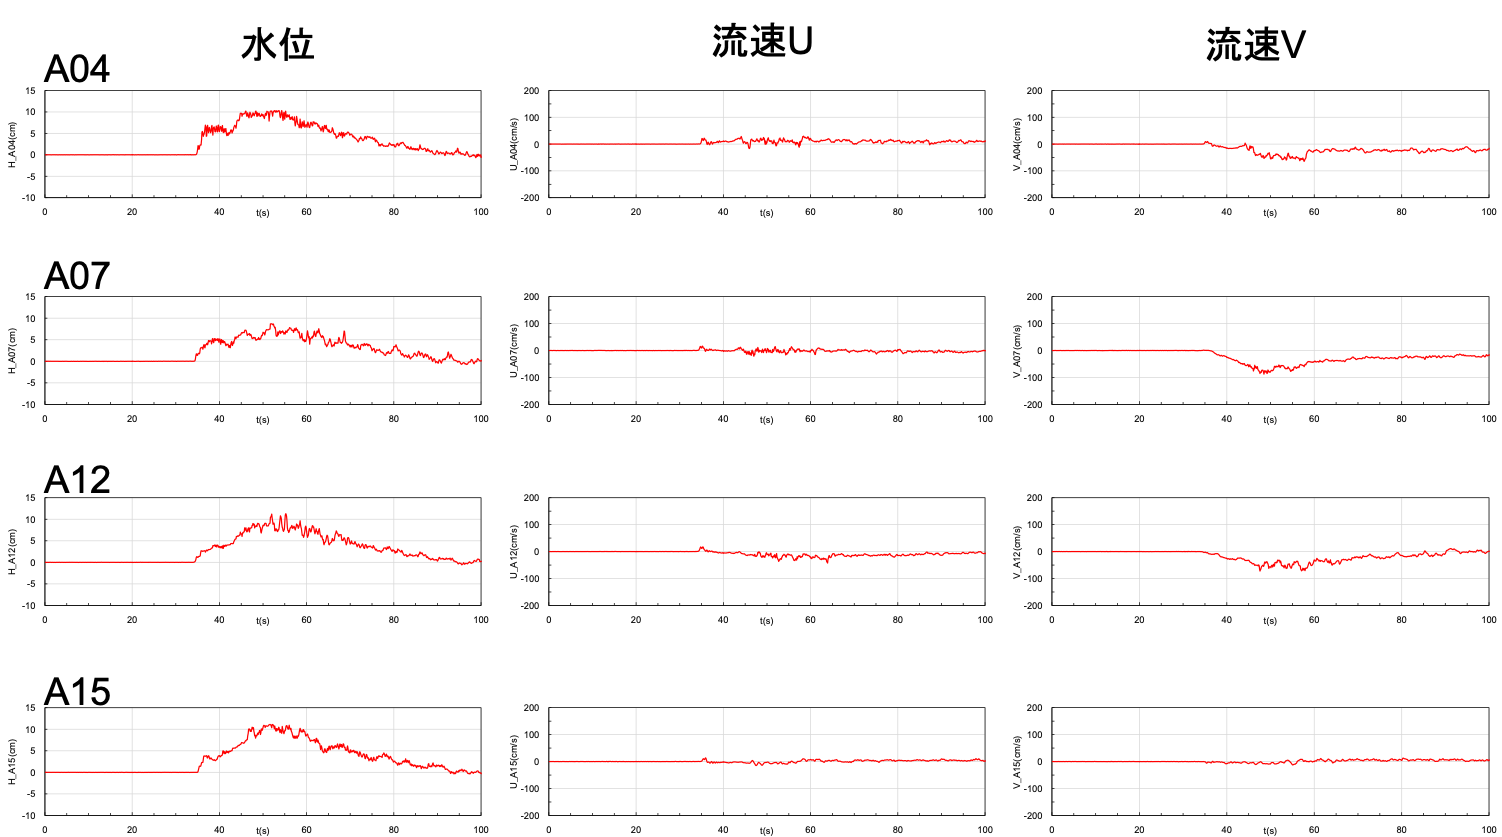 水位 流速U 流速V
A04
15 200 200
10 100 100
5
0 0 0
-5
-100 -100
-10 -200 -200
H_A04(cm) U_A04(cm/s) V_A04(cm/s)
0 20 40 60 80 100 0 20 40 60 80 100 0 20 40 60 80 100
t(s) t(s) t(s)
A07
15 200 200
10 100 100
5
0 0 0
-5
-100 -100
-10 -200 -200
H_A07(cm) U_A07(cm/s) V_A07(cm/s)
0 20 40 60 80 100 0 20 40 60 80 100 0 20 40 60 80 100
t(s) t(s) t(s)
A12
15 200 200
10 100 100
5
0 0 0
-5
-100 -100
-10 -200 -200
H_A12(cm) U_A12(cm/s) V_A12(cm/s)
0 20 40 60 80 100 0 20 40 60 80 100 0 20 40 60 80 100
t(s) t(s) t(s)
A15
15 200 200
10 100 100
5
0 0 0
-5
-100 -100
-10 -200 -200
H_A15(cm) U_A15(cm/s) V_A15(cm/s)
0 20 40 60 80 100 0 20 40 60 80 100 0 20 40 60 80 100
t(s) t(s) t(s)